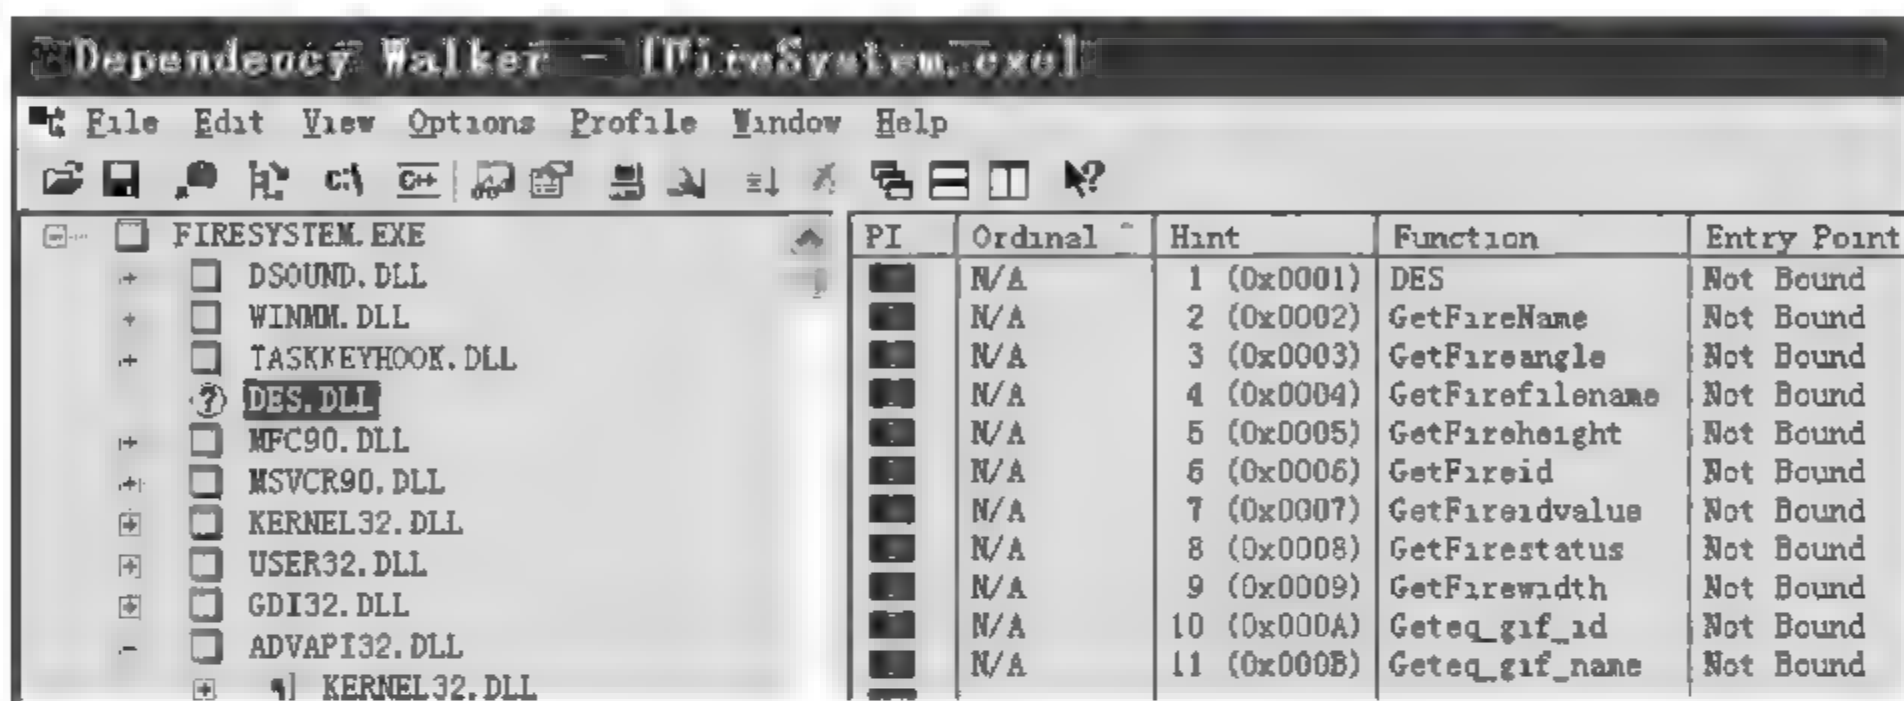 Dependency Walker - [FireSystem.exe]
File Edit View Options Profile Window Help
C:\ C++
FIRESYSTEM.EXE
DSOUND.DLL
WINMM.DLL
TASKKEYHOOK.DLL
DES.DLL
MFC90.DLL
MSVCR90.DLL
KERNEL32.DLL
USER32.DLL
GDI32.DLL
ADVAPI32.DLL
KERNEL32.DLL
PI Ordinal Hint Function Entry Point
N/A 1 (0x0001) DES Not Bound
N/A 2 (0x0002) GetFireName Not Bound
N/A 3 (0x0003) GetFireangle Not Bound
N/A 4 (0x0004) GetFirefilename Not Bound
N/A 5 (0x0005) GetFireheight Not Bound
N/A 6 (0x0006) GetFireid Not Bound
N/A 7 (0x0007) GetFireidvalue Not Bound
N/A 8 (0x0008) GetFirestatus Not Bound
N/A 9 (0x0009) GetFirewidth Not Bound
N/A 10 (0x000A) Geteq_gif_id Not Bound
N/A 11 (0x000B) Geteq_gif_name Not Bound